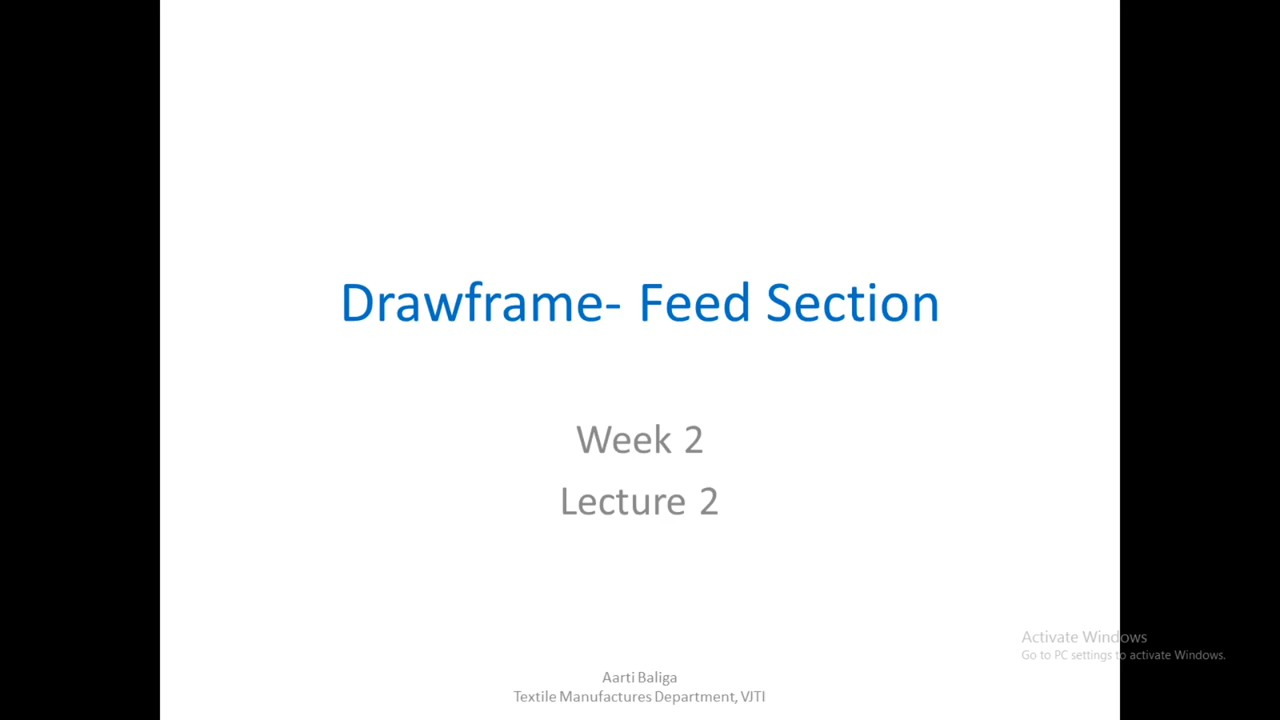 Drawframe- Feed Section
Week 2
Lecture 2
Activate Windows
Go to PC settings to activate Windows.
Aarti Baliga
Textile Manufactures Department, VJTI